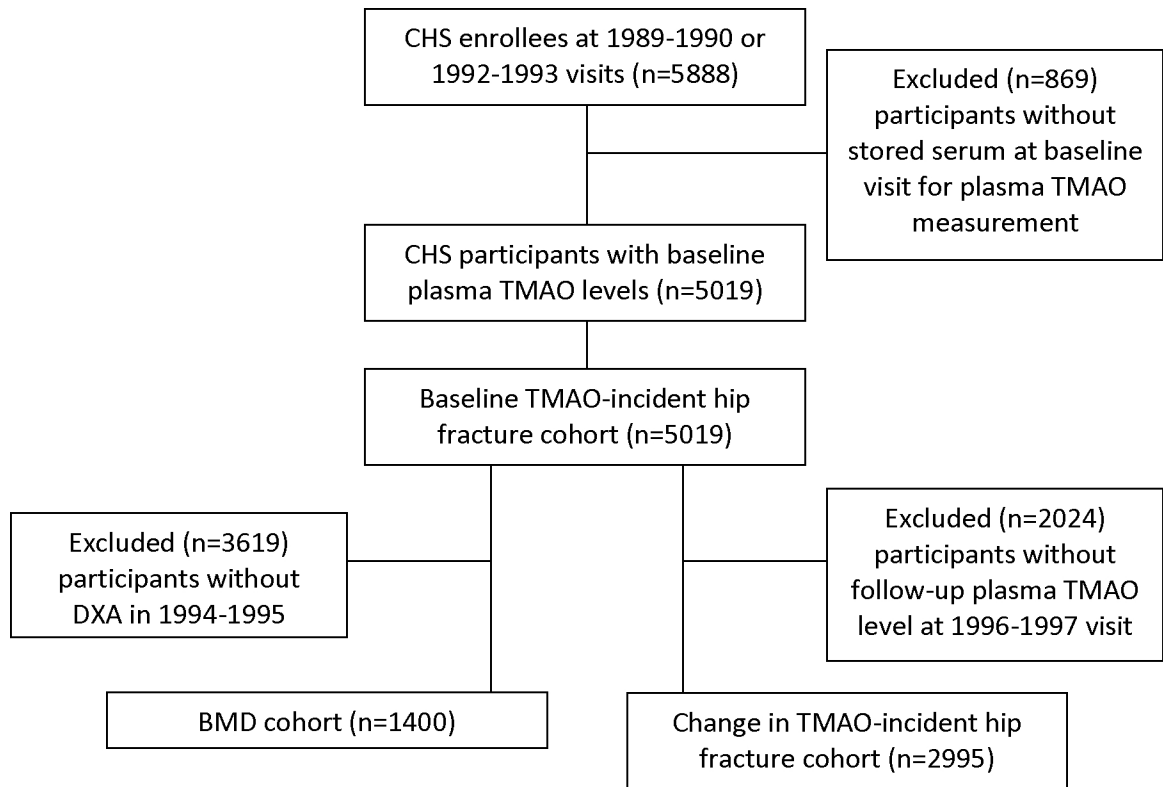 CHS enrollees at 1989-1990 or
1992-1993 visits (n=5888)
Excluded (n=869)
participants without
stored serum at baseline
visit for plasma TMAO
measurement
CHS participants with baseline
plasma TMAO levels (n=5019)
Baseline TMAO-incident hip
fracture cohort (n=5019)
Excluded (n=3619)
participants without
DXA in 1994-1995
Excluded (n=2024)
participants without
follow-up plasma TMAO
level at 1996-1997 visit
BMD cohort (n=1400)
Change in TMAO-incident hip
fracture cohort (n=2995)